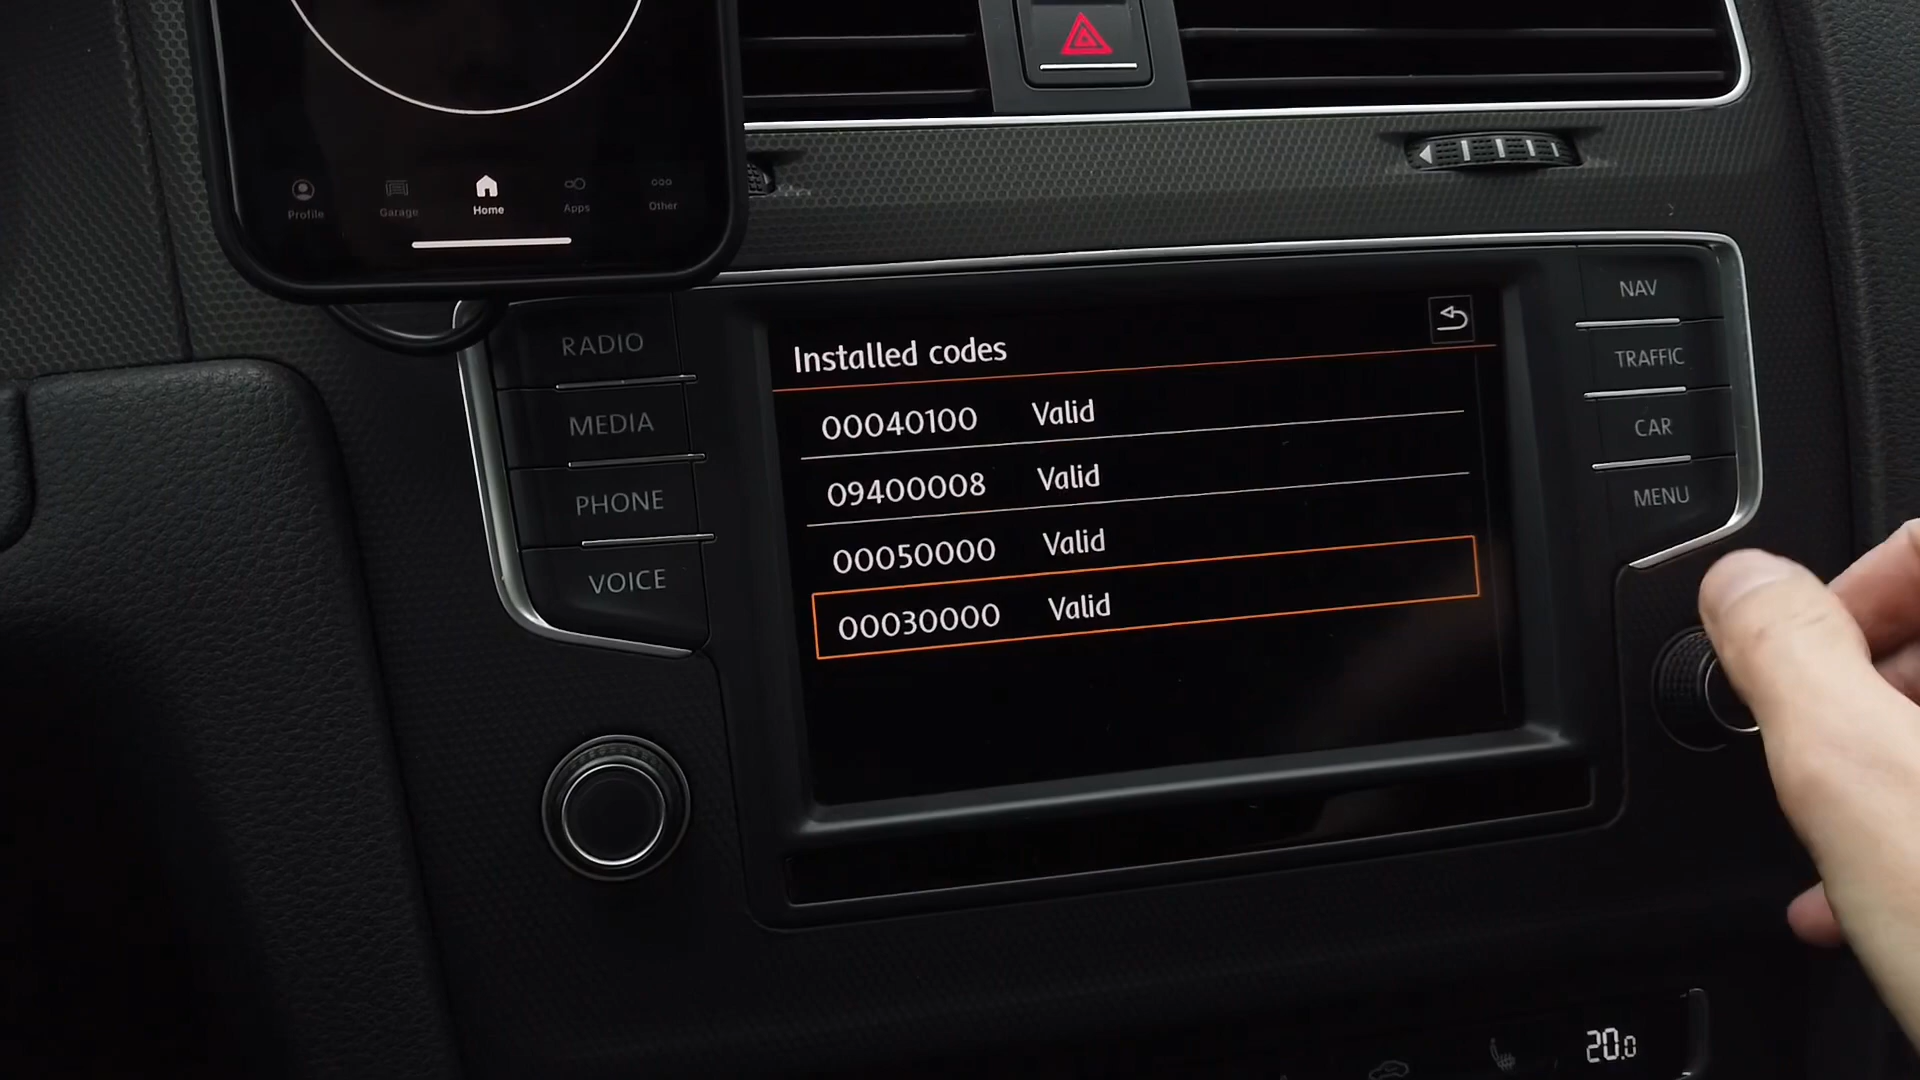 Profile
Garage
Home
Apps
Other
RADIO
MEDIA
PHONE
VOICE
Installed codes
00040100 Valid
09400008 Valid
00050000 Valid
00030000 Valid
NAV
TRAFFIC
CAR
MENU
20.0